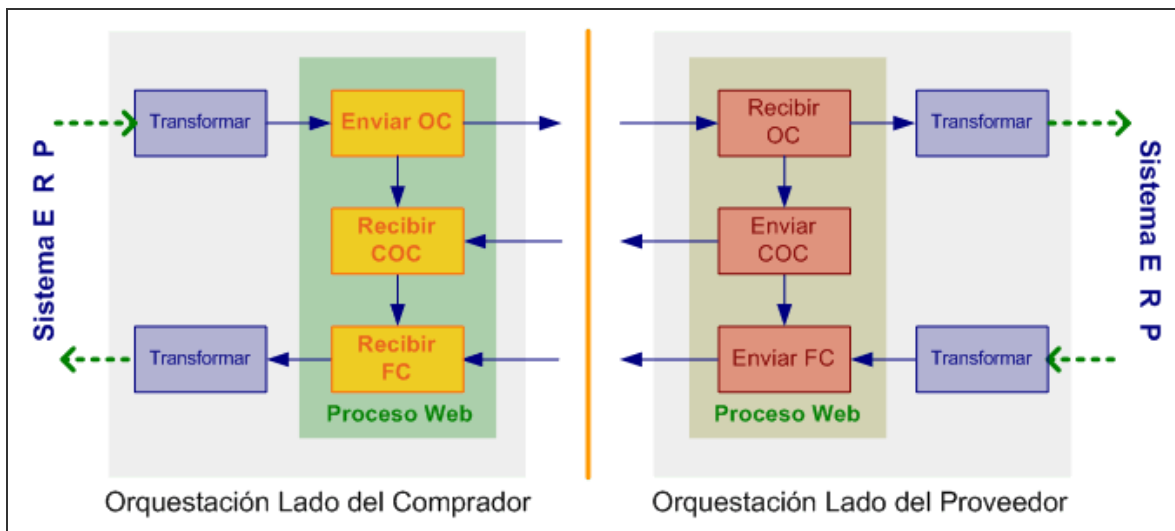 Sistema E R P
Transformar
Enviar OC
Recibir
COC
Transformar
Recibir
FC
Proceso Web
Orquestación Lado del Comprador
Recibir
OC
Transformar
Enviar
COC
Enviar FC
Transformar
Proceso Web
Sistema E R P
Orquestación Lado del Proveedor